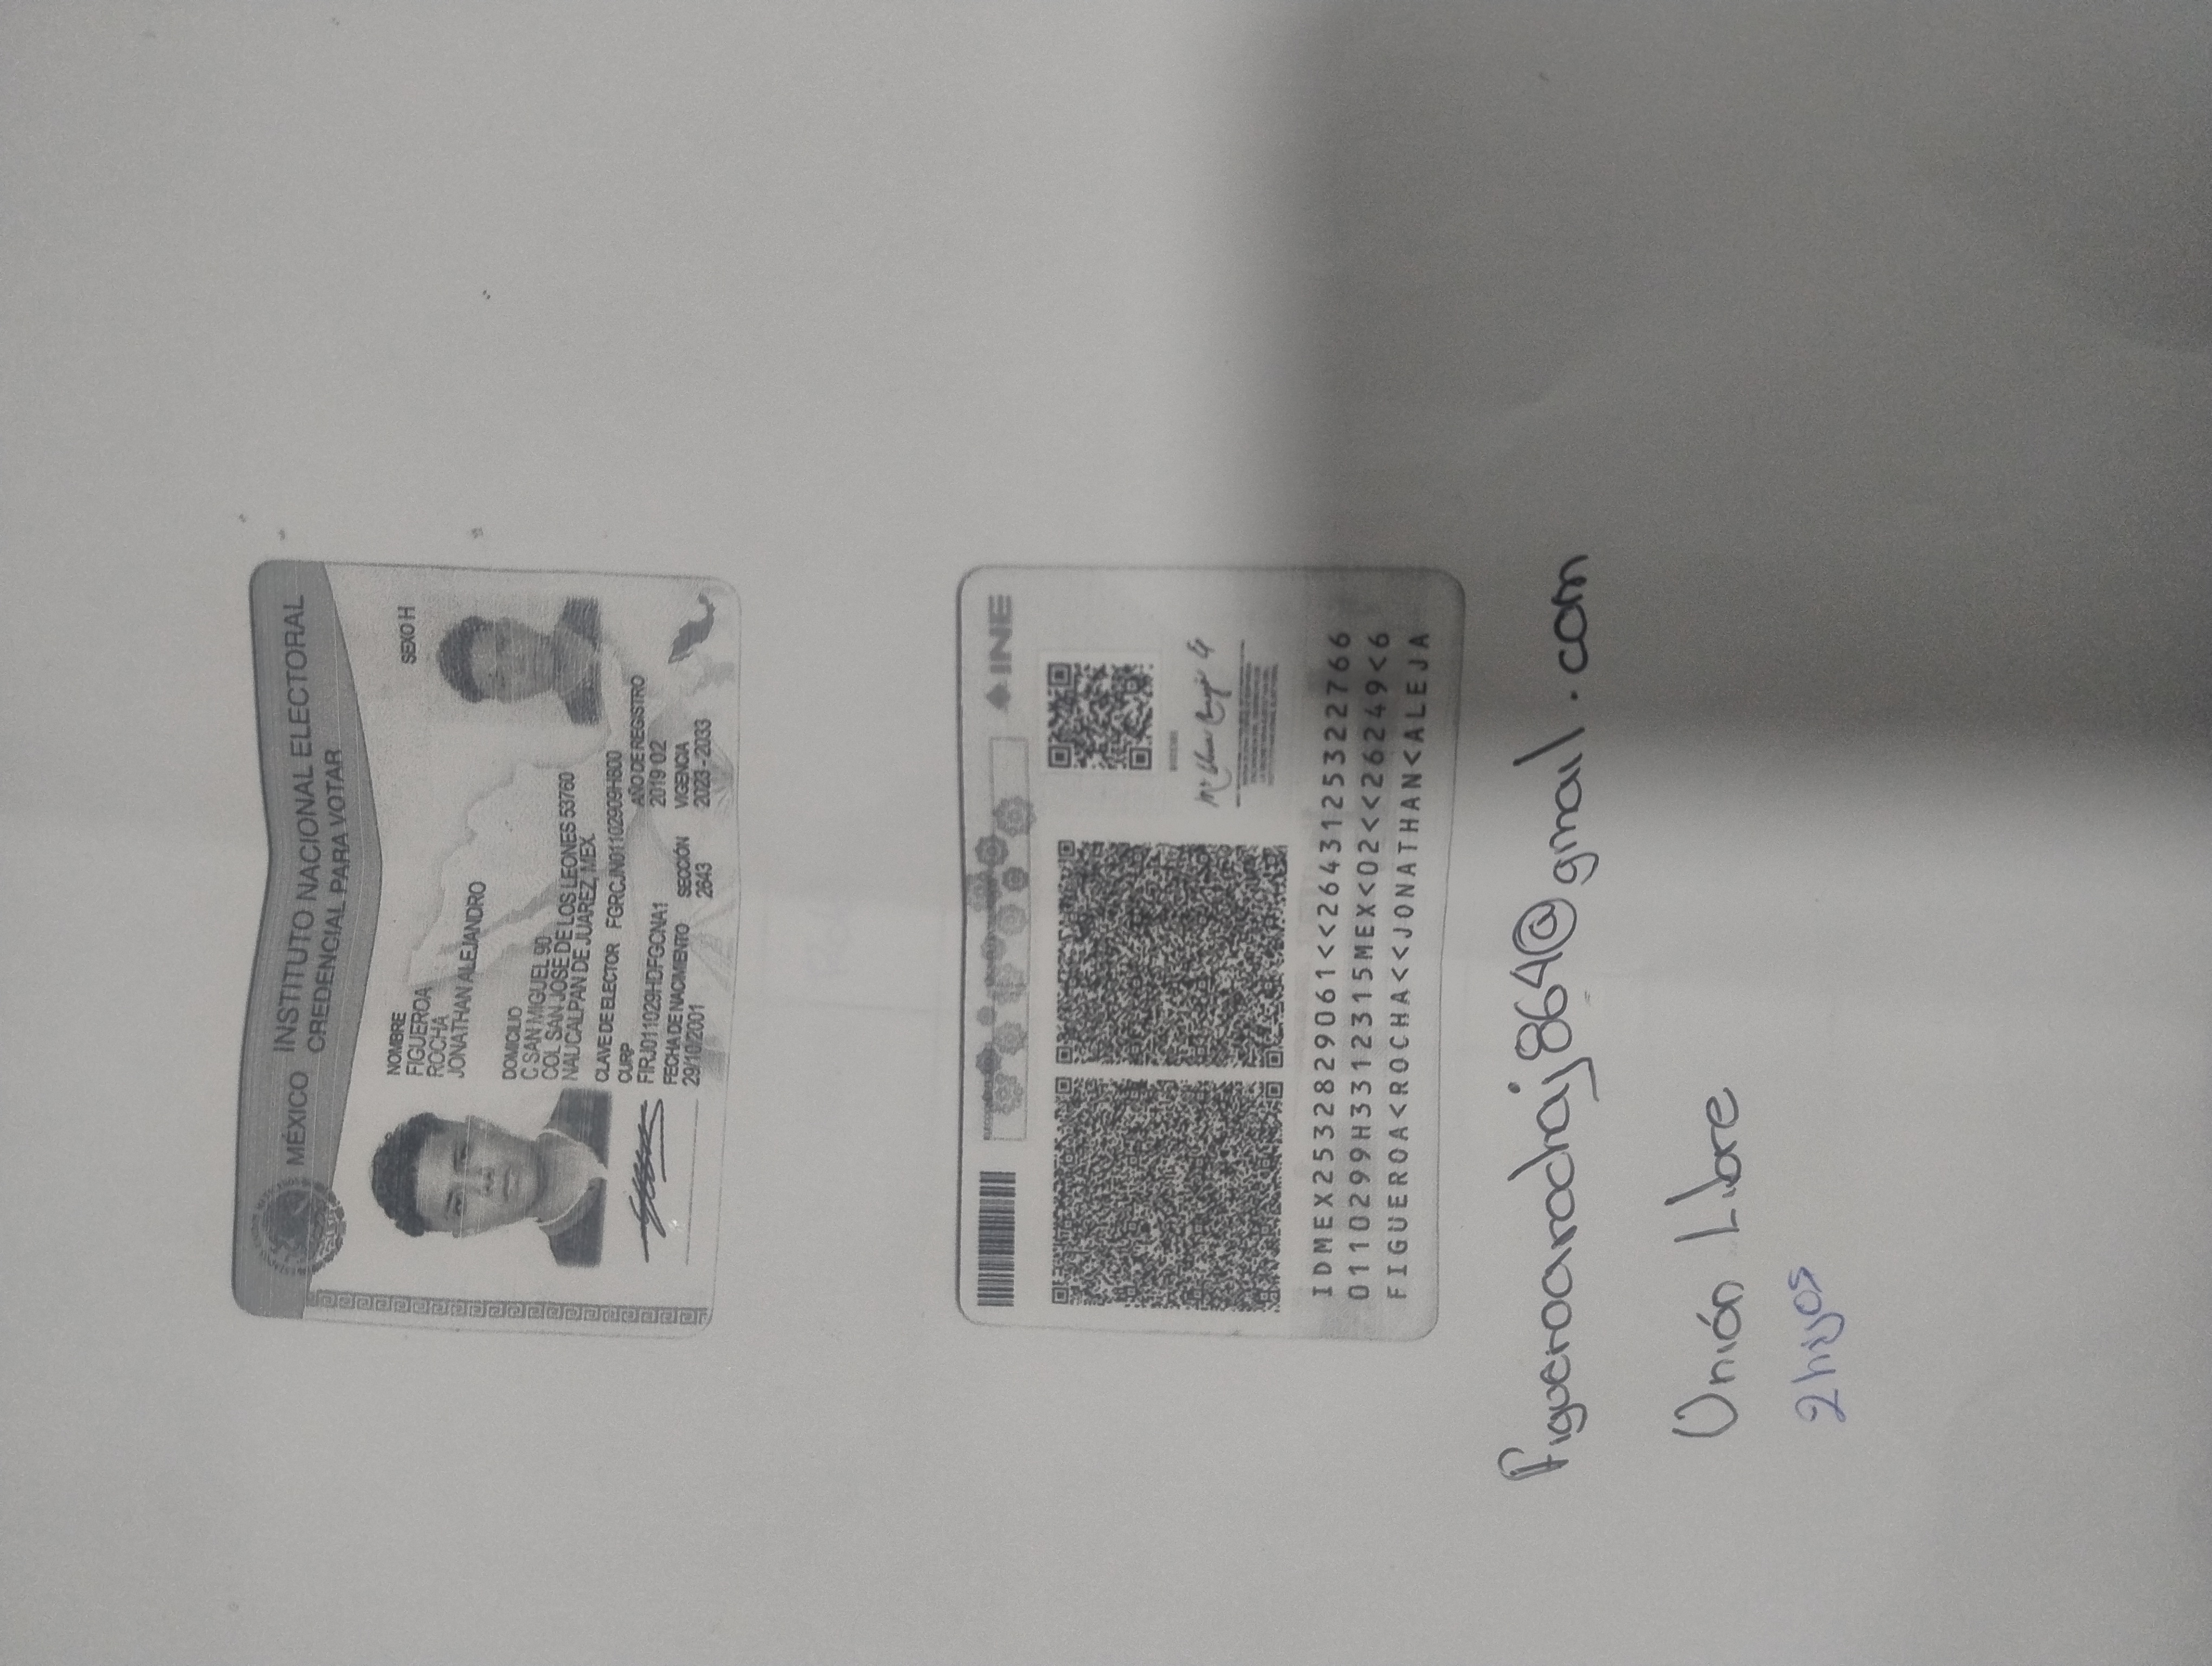 MÉXICO INSTITUTO NACIONAL ELECTORAL
CREDENCIAL PARA VOTAR
NOMBRE
FIGUEROA
ROCHA
JONATHAN ALEJANDRO
SEXO H
DOMICILIO
C SAN MIGUEL 90
COL SAN JOSE DE LOS LEONES 53760
NAUCALPAN DE JUAREZ, MEX.
CLAVE DE ELECTOR FGRCJN01102909H800
CURP
FIRJ011029HDFGCNA1
AÑO DE REGISTRO
2019 02
FECHA DE NACIMIENTO
29/10/2001
SECCIÓN
2643
VIGENCIA
2023 - 2033
INE
IDMEX2532829061<<2643125322766
0110299H3312315MEX<02<<26249<6
FIGUEROA<ROCHA<<JONATHAN<ALEJA
Figueroarochaj864@gmail.com
Unión Libre
2 hijos